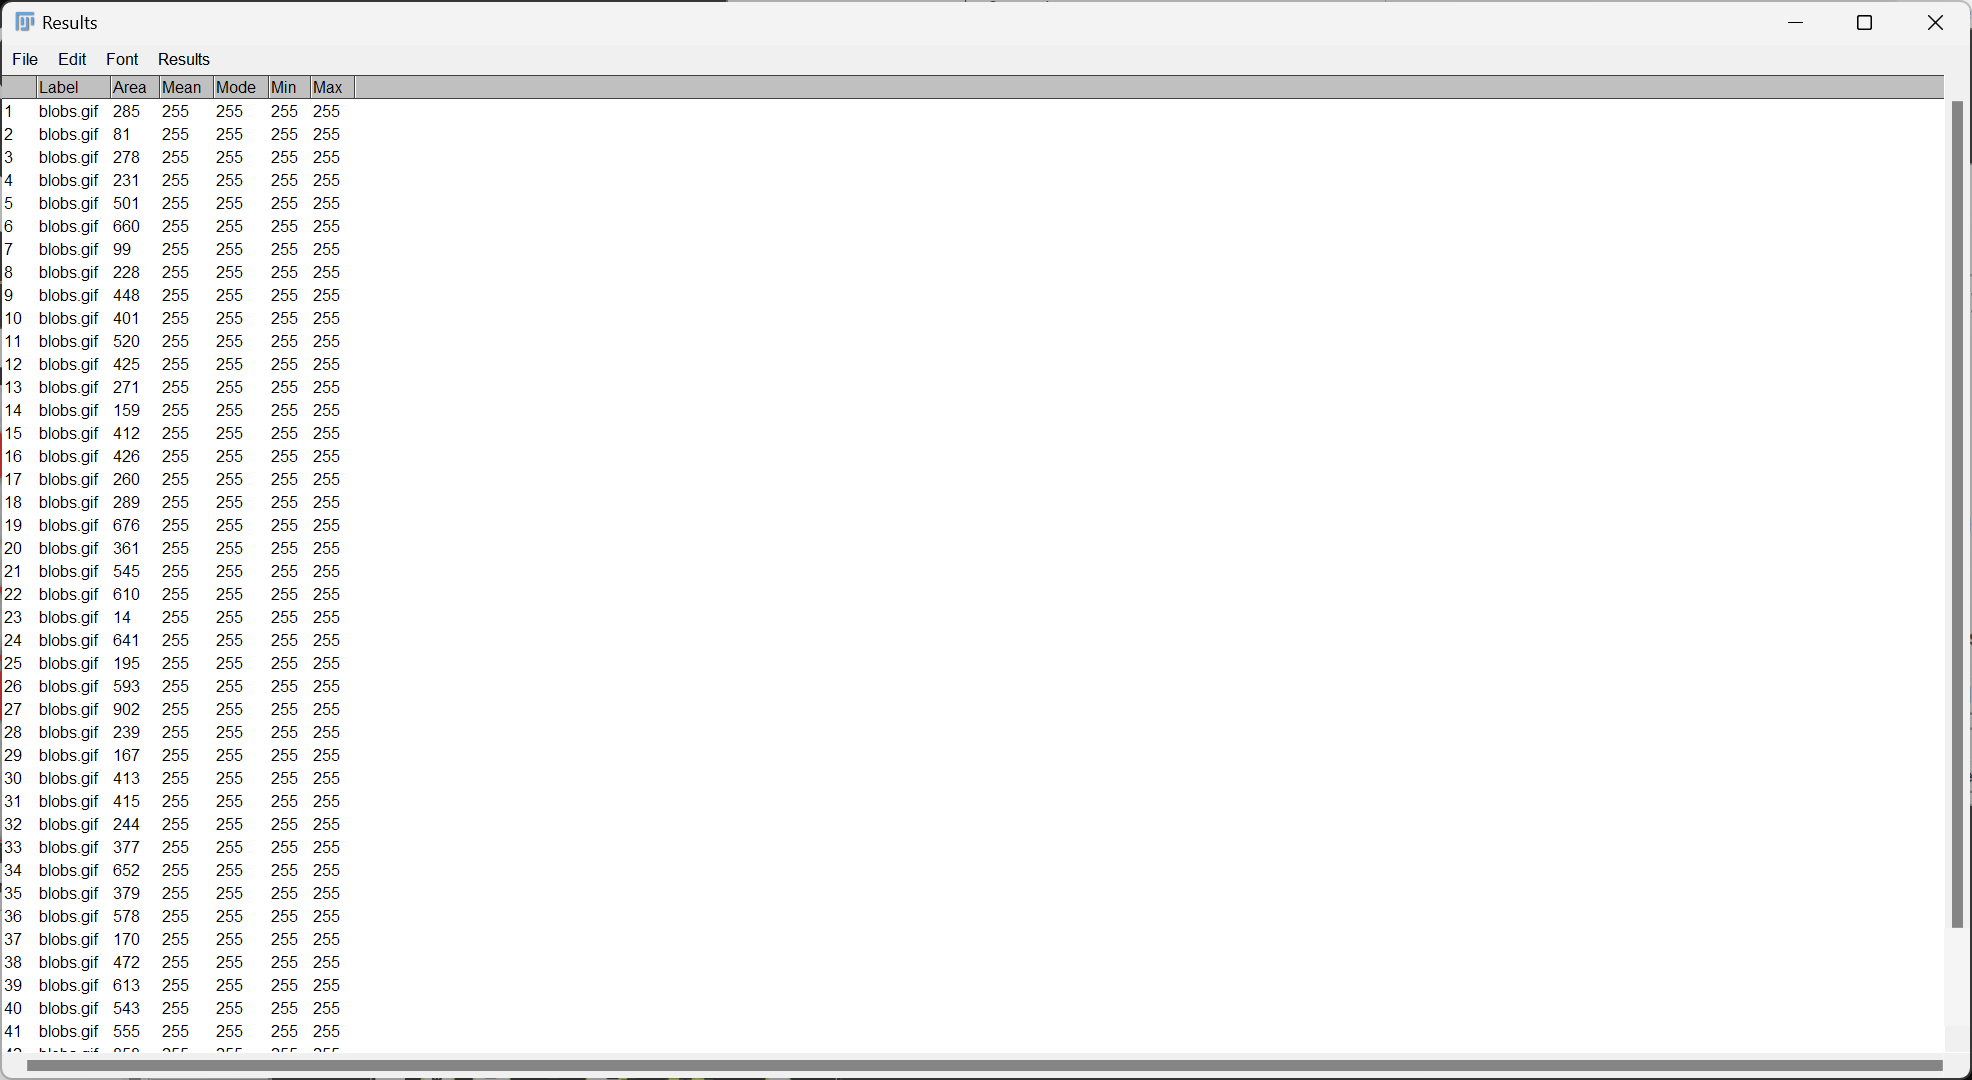 Results
File Edit Font Results
Label Area Mean Mode Min Max
1 blobs.gif 285 255 255 255 255
2 blobs.gif 81 255 255 255 255
3 blobs.gif 278 255 255 255 255
4 blobs.gif 231 255 255 255 255
5 blobs.gif 501 255 255 255 255
6 blobs.gif 660 255 255 255 255
7 blobs.gif 99 255 255 255 255
8 blobs.gif 228 255 255 255 255
9 blobs.gif 448 255 255 255 255
10 blobs.gif 401 255 255 255 255
11 blobs.gif 520 255 255 255 255
12 blobs.gif 425 255 255 255 255
13 blobs.gif 271 255 255 255 255
14 blobs.gif 159 255 255 255 255
15 blobs.gif 412 255 255 255 255
16 blobs.gif 426 255 255 255 255
17 blobs.gif 260 255 255 255 255
18 blobs.gif 289 255 255 255 255
19 blobs.gif 676 255 255 255 255
20 blobs.gif 361 255 255 255 255
21 blobs.gif 545 255 255 255 255
22 blobs.gif 610 255 255 255 255
23 blobs.gif 14 255 255 255 255
24 blobs.gif 641 255 255 255 255
25 blobs.gif 195 255 255 255 255
26 blobs.gif 593 255 255 255 255
27 blobs.gif 902 255 255 255 255
28 blobs.gif 239 255 255 255 255
29 blobs.gif 167 255 255 255 255
30 blobs.gif 413 255 255 255 255
31 blobs.gif 415 255 255 255 255
32 blobs.gif 244 255 255 255 255
33 blobs.gif 377 255 255 255 255
34 blobs.gif 652 255 255 255 255
35 blobs.gif 379 255 255 255 255
36 blobs.gif 578 255 255 255 255
37 blobs.gif 170 255 255 255 255
38 blobs.gif 472 255 255 255 255
39 blobs.gif 613 255 255 255 255
40 blobs.gif 543 255 255 255 255
41 blobs.gif 555 255 255 255 255